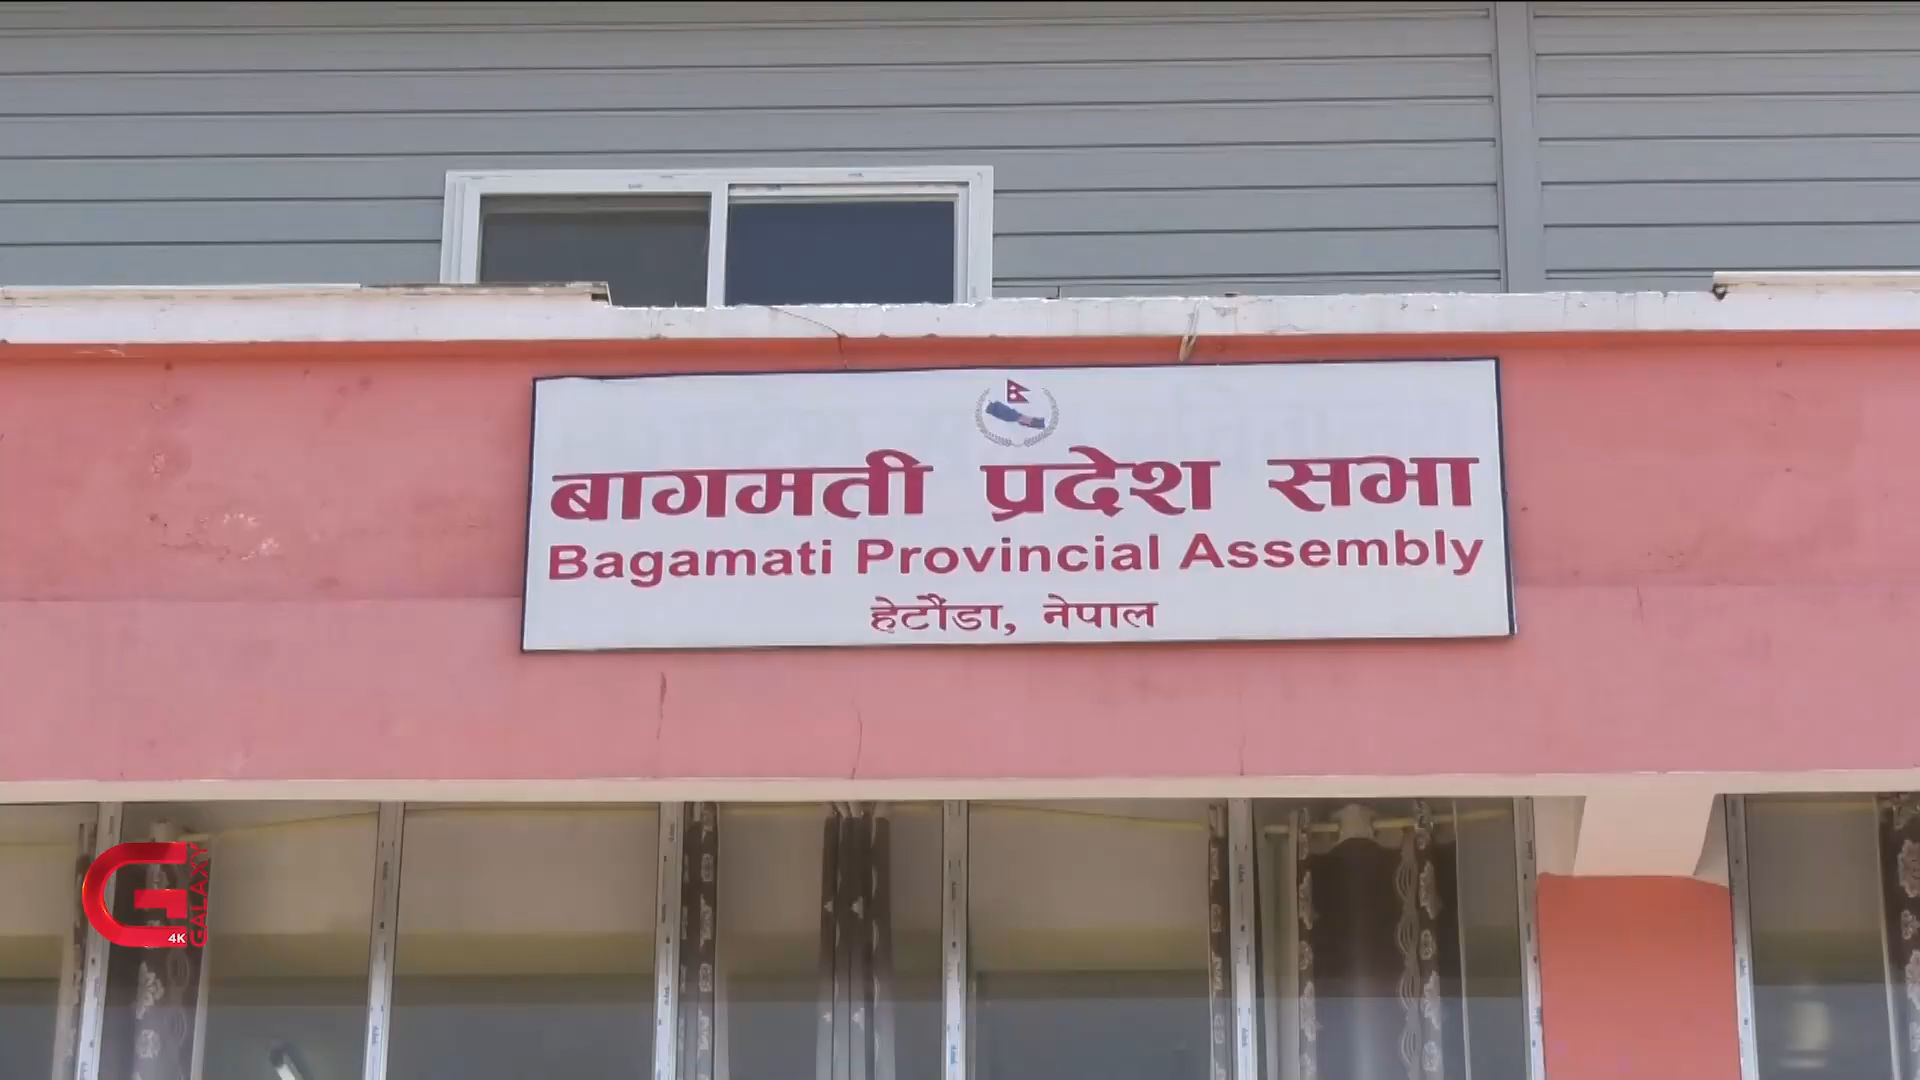 बागमती प्रदेश सभा
Bagamati Provincial Assembly
हेटौंडा, नेपाल
GALAXY
4K